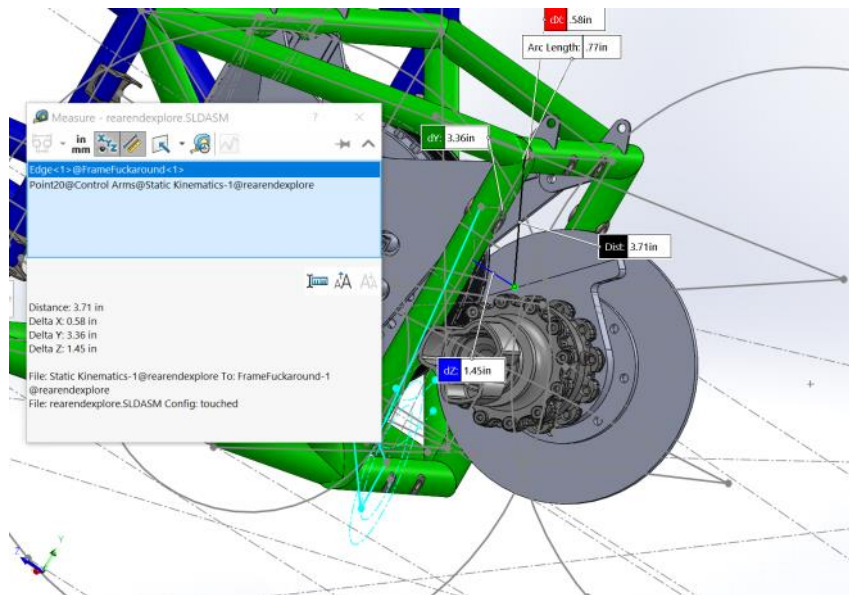 dX: .58in
Arc Length: .77in
Measure - rearendexplore.SLDASM
in
mm
XYZ
dY: 3.36in
Edge<1>@FrameFuckaround<1>
Point20@Control Arms@Static Kinematics-1@rearendexplore
Dist: 3.71in
Distance: 3.71 in
Delta X: 0.58 in
Delta Y: 3.36 in
Delta Z: 1.45 in
dZ: 1.45in
File: Static Kinematics-1@rearendexplore To: FrameFuckaround-1
@rearendexplore
File: rearendexplore.SLDASM Config: touched
Y
Z